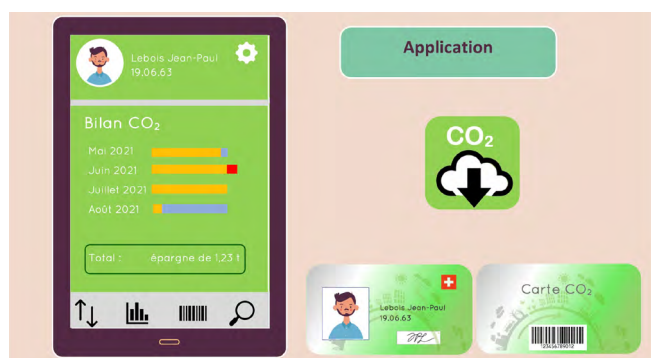 Lebois Jean-Paul
19.06.63
Bilan CO₂
Mai 2021
Juin 2021
Juillet 2021
Août 2021
Total : épargne de 1,23 t
Application
CO₂
Lebois Jean-Paul
19.06.63
Carte CO₂
123456789012